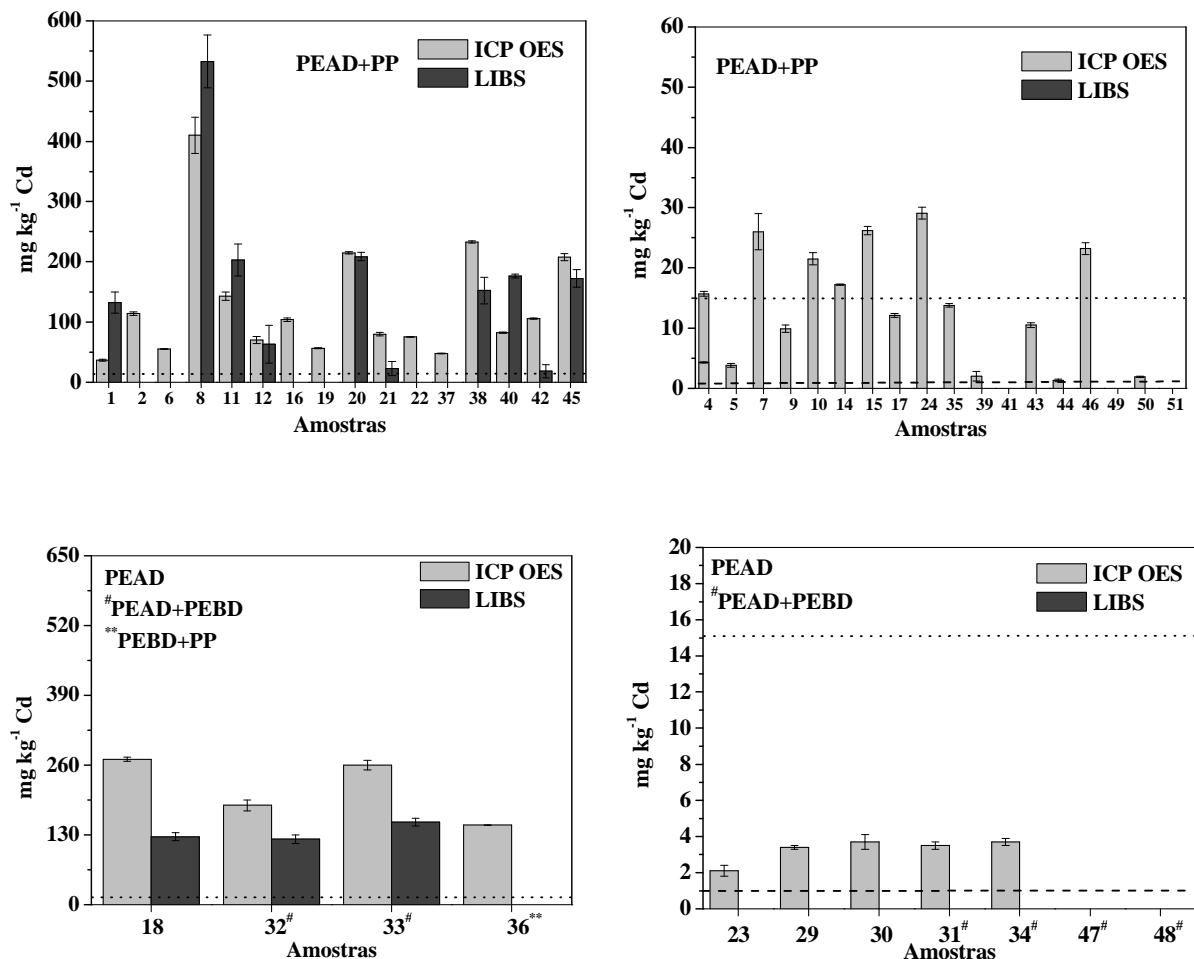 600
500
400
300
200
100
0
mg kg-1 Cd
PEAD+PP
ICP OES
LIBS
1 2 6 8 11 12 16 19 20 21 22 37 38 40 42 45
Amostras
60
50
40
30
20
10
0
mg kg-1 Cd
PEAD+PP
ICP OES
LIBS
4 5 7 9 10 14 15 17 24 35 39 41 43 44 46 49 50 51
Amostras
650
520
390
260
130
0
mg kg-1 Cd
PEAD
#PEAD+PEBD
**PEBD+PP
ICP OES
LIBS
18 32# 33# 36**
Amostras
20
18
16
14
12
10
8
6
4
2
0
mg kg-1 Cd
PEAD
#PEAD+PEBD
ICP OES
LIBS
23 29 30 31# 34# 47# 48#
Amostras